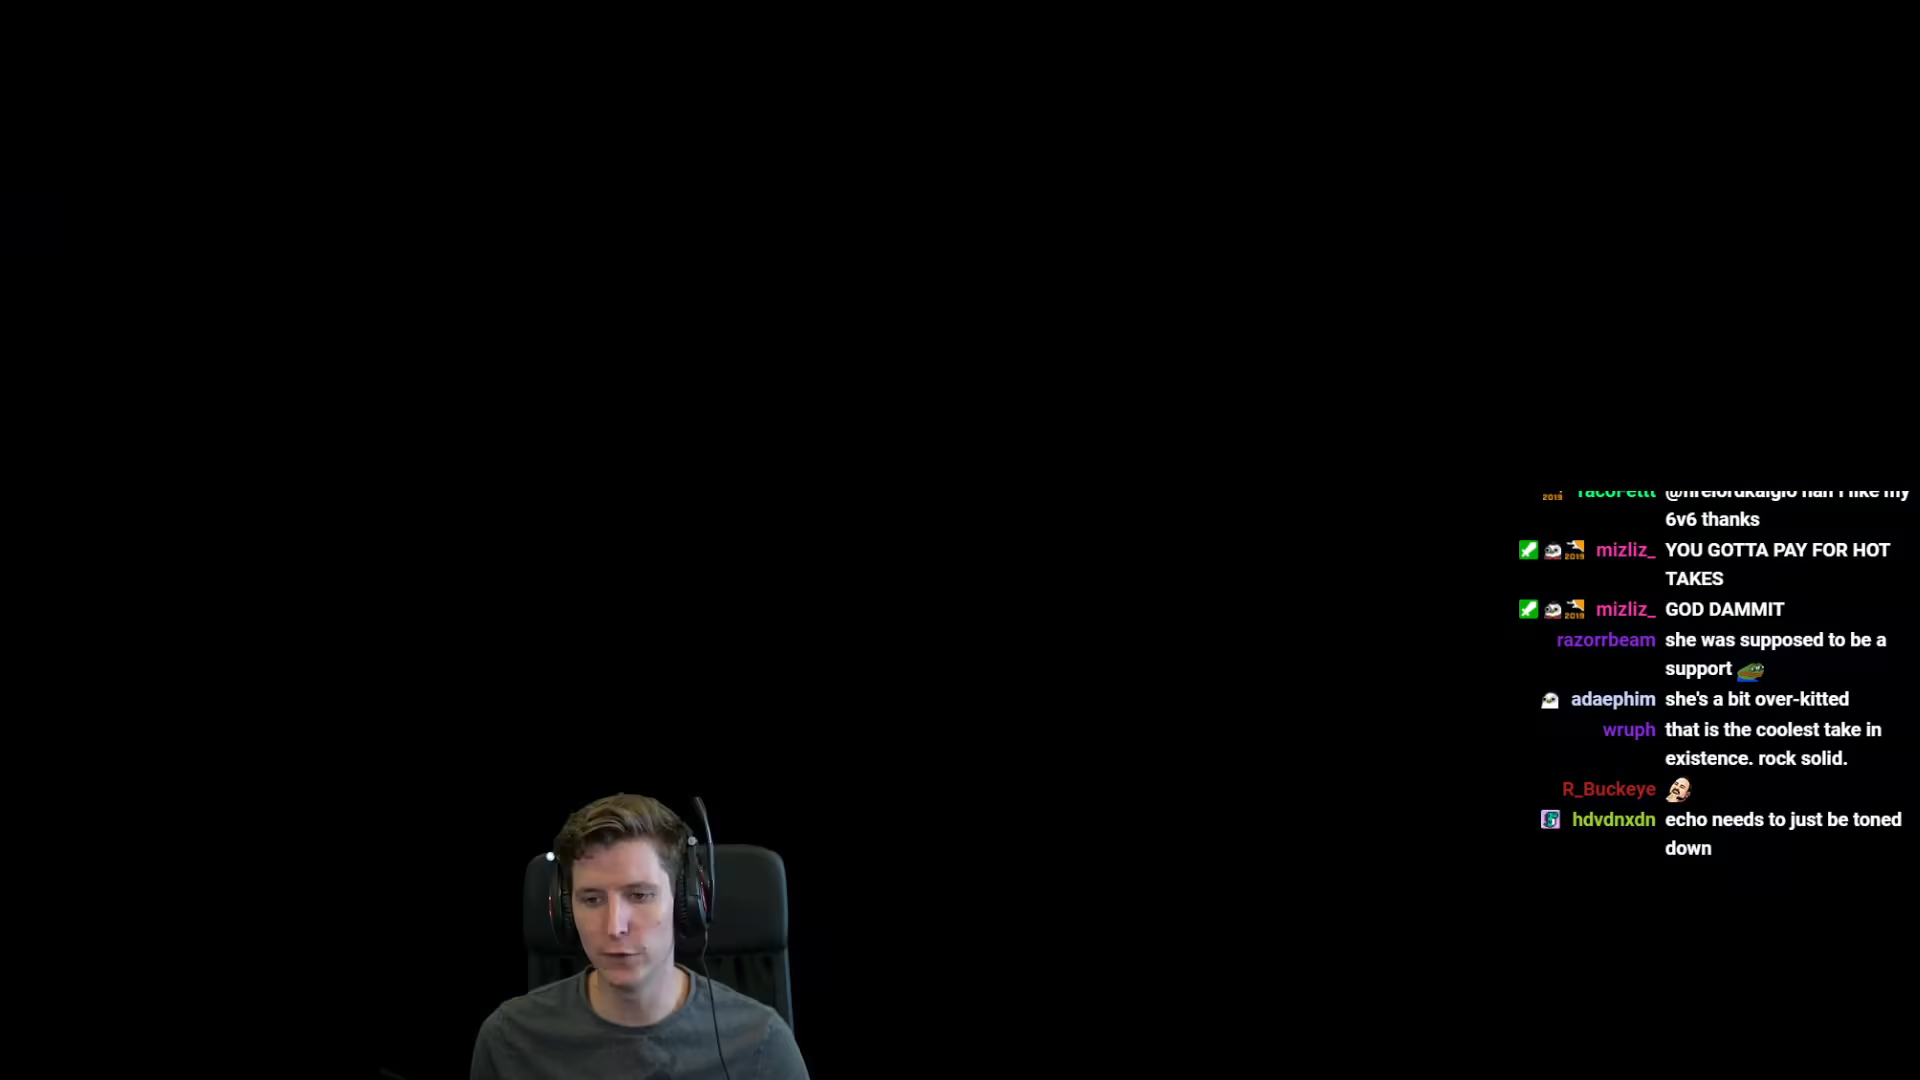 6v6 thanks
mizliz_ YOU GOTTA PAY FOR HOT
TAKES
mizliz_ GOD DAMMIT
razorrbeam she was supposed to be a
support
adaephim she's a bit over-kitted
wruph that is the coolest take in
existence. rock solid.
R_Buckeye
hdvdnxdn echo needs to just be toned
down